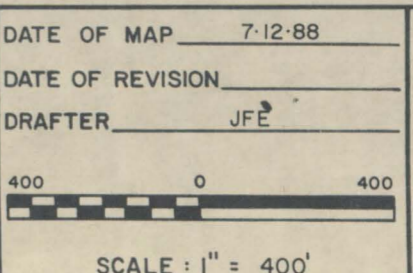 DATE OF MAP 7·12·88
DATE OF REVISION
DRAFTER JFE
400 0 400
SCALE : 1" = 400'